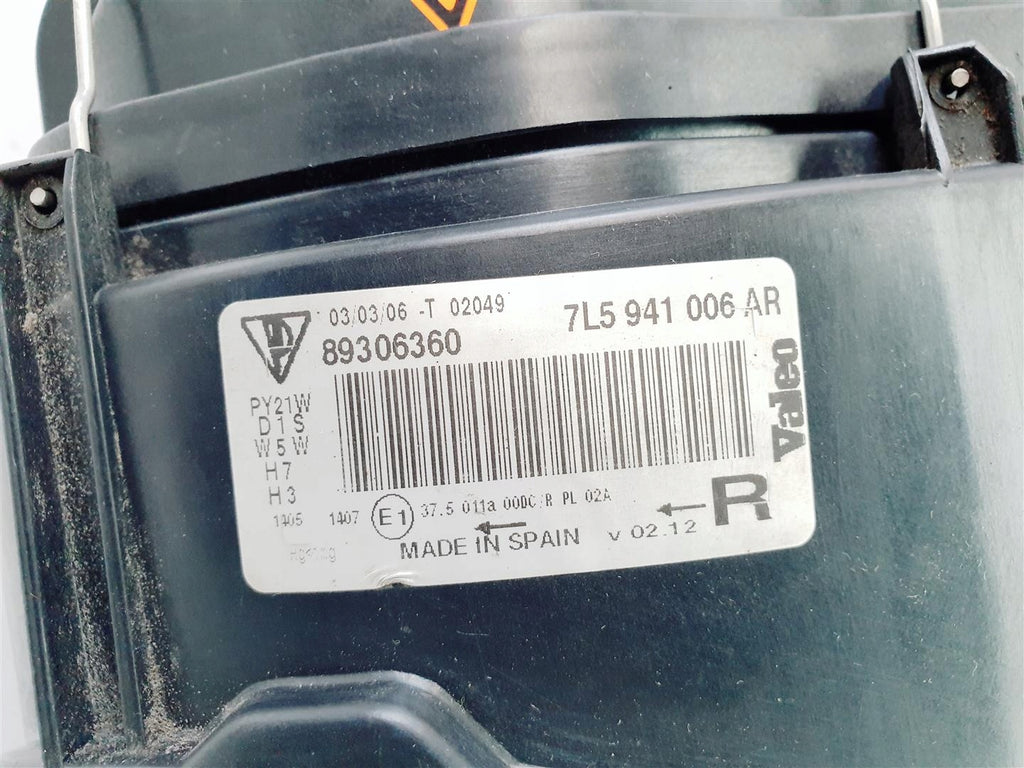 03/03/06 -T 02049
7L5 941 006 AR
89306360
Valeo
PY21W
D1S
W5W
H7
H3
1405 1407 E1 37.5 011a 00DC/R PL 02A
R
MADE IN SPAIN v 02.12